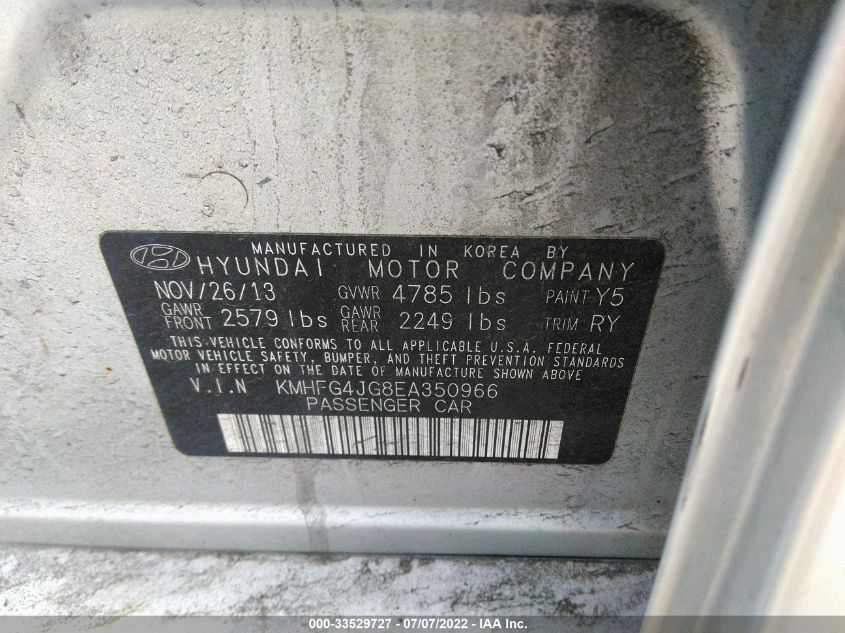 MANUFACTURED IN KOREA BY
HYUNDAI MOTOR COMPANY
NOV/26/13 GVWR 4785 lbs PAINT Y5
GAWR FRONT 2579 lbs GAWR REAR 2249 lbs TRIM RY
THIS VEHICLE CONFORMS TO ALL APPLICABLE U.S.A. FEDERAL
MOTOR VEHICLE SAFETY, BUMPER, AND THEFT PREVENTION STANDARDS
IN EFFECT ON THE DATE OF MANUFACTURE SHOWN ABOVE
V.I.N KMHFG4JG8EA350966
PASSENGER CAR
000-33529727 - 07/07/2022 - IAA Inc.